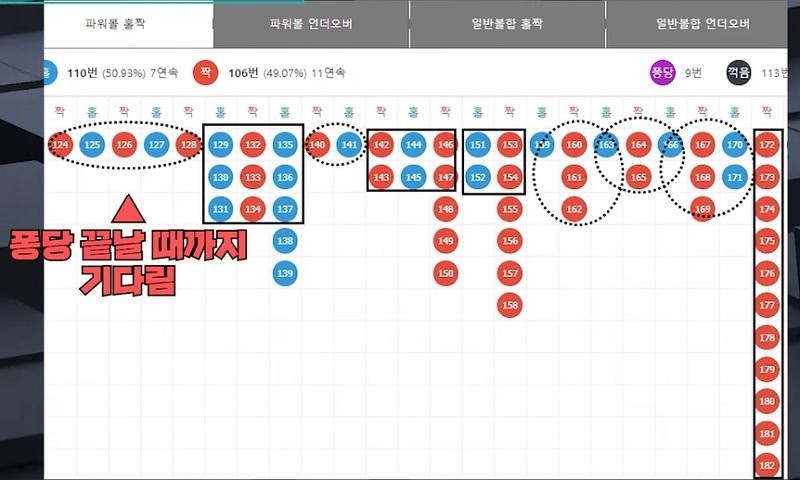 파워볼 홀짝 파워볼 언더오버 일반볼합 홀짝 일반볼합 언더오버
홀 110번 (50.93%) 7연속 짝 106번 (49.07%) 11연속 퐁당 9번 꺽음 113번
짝 홀 짝 홀 짝 홀 짝 홀 짝 홀 짝 홀 짝 홀 짝 홀 짝 홀 짝 홀 짝 홀 짝
124 125 126 127 128 129 132 135 140 141 142 144 146 151 153 159 160 163 164 166 167 170 172
130 133 136 143 145 147 152 154 161 165 168 171 173
131 134 137 148 155 162 169 174
138 149 156 175
139 150 157 176
158 177
178
179
180
181
182
퐁당 끝날 때까지
기다림